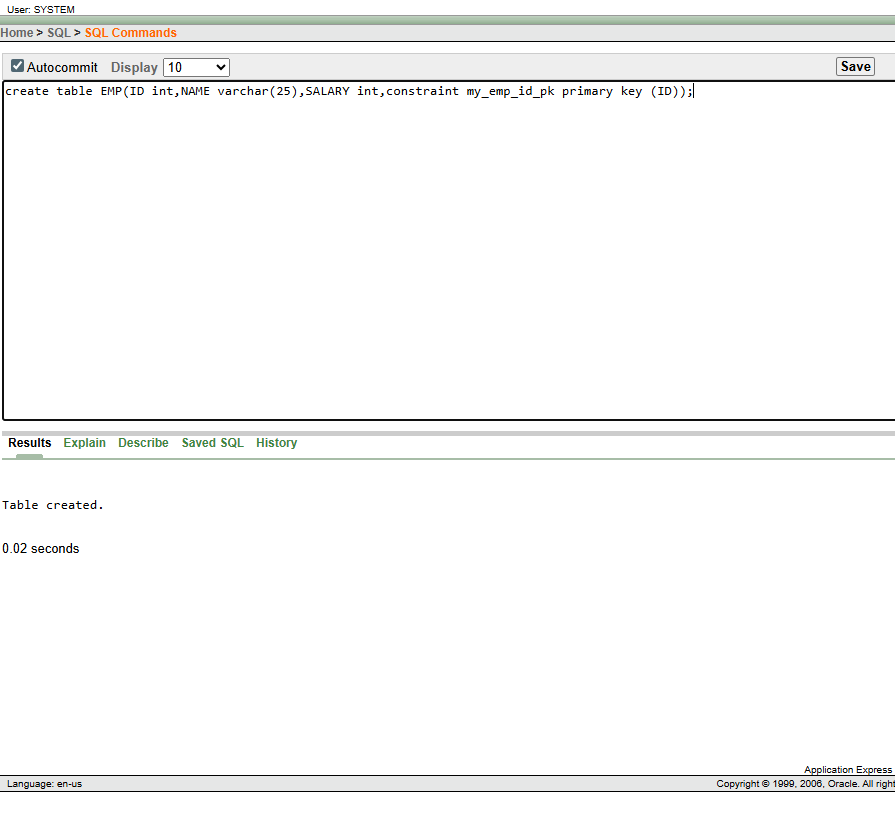 User: SYSTEM
Home > SQL > SQL Commands
Autocommit Display 10 Save
create table EMP(ID int,NAME varchar(25),SALARY int,constraint my_emp_id_pk primary key (ID));
Results Explain Describe Saved SQL History
Table created.
0.02 seconds
Application Express
Language: en-us Copyright © 1999, 2006, Oracle. All right